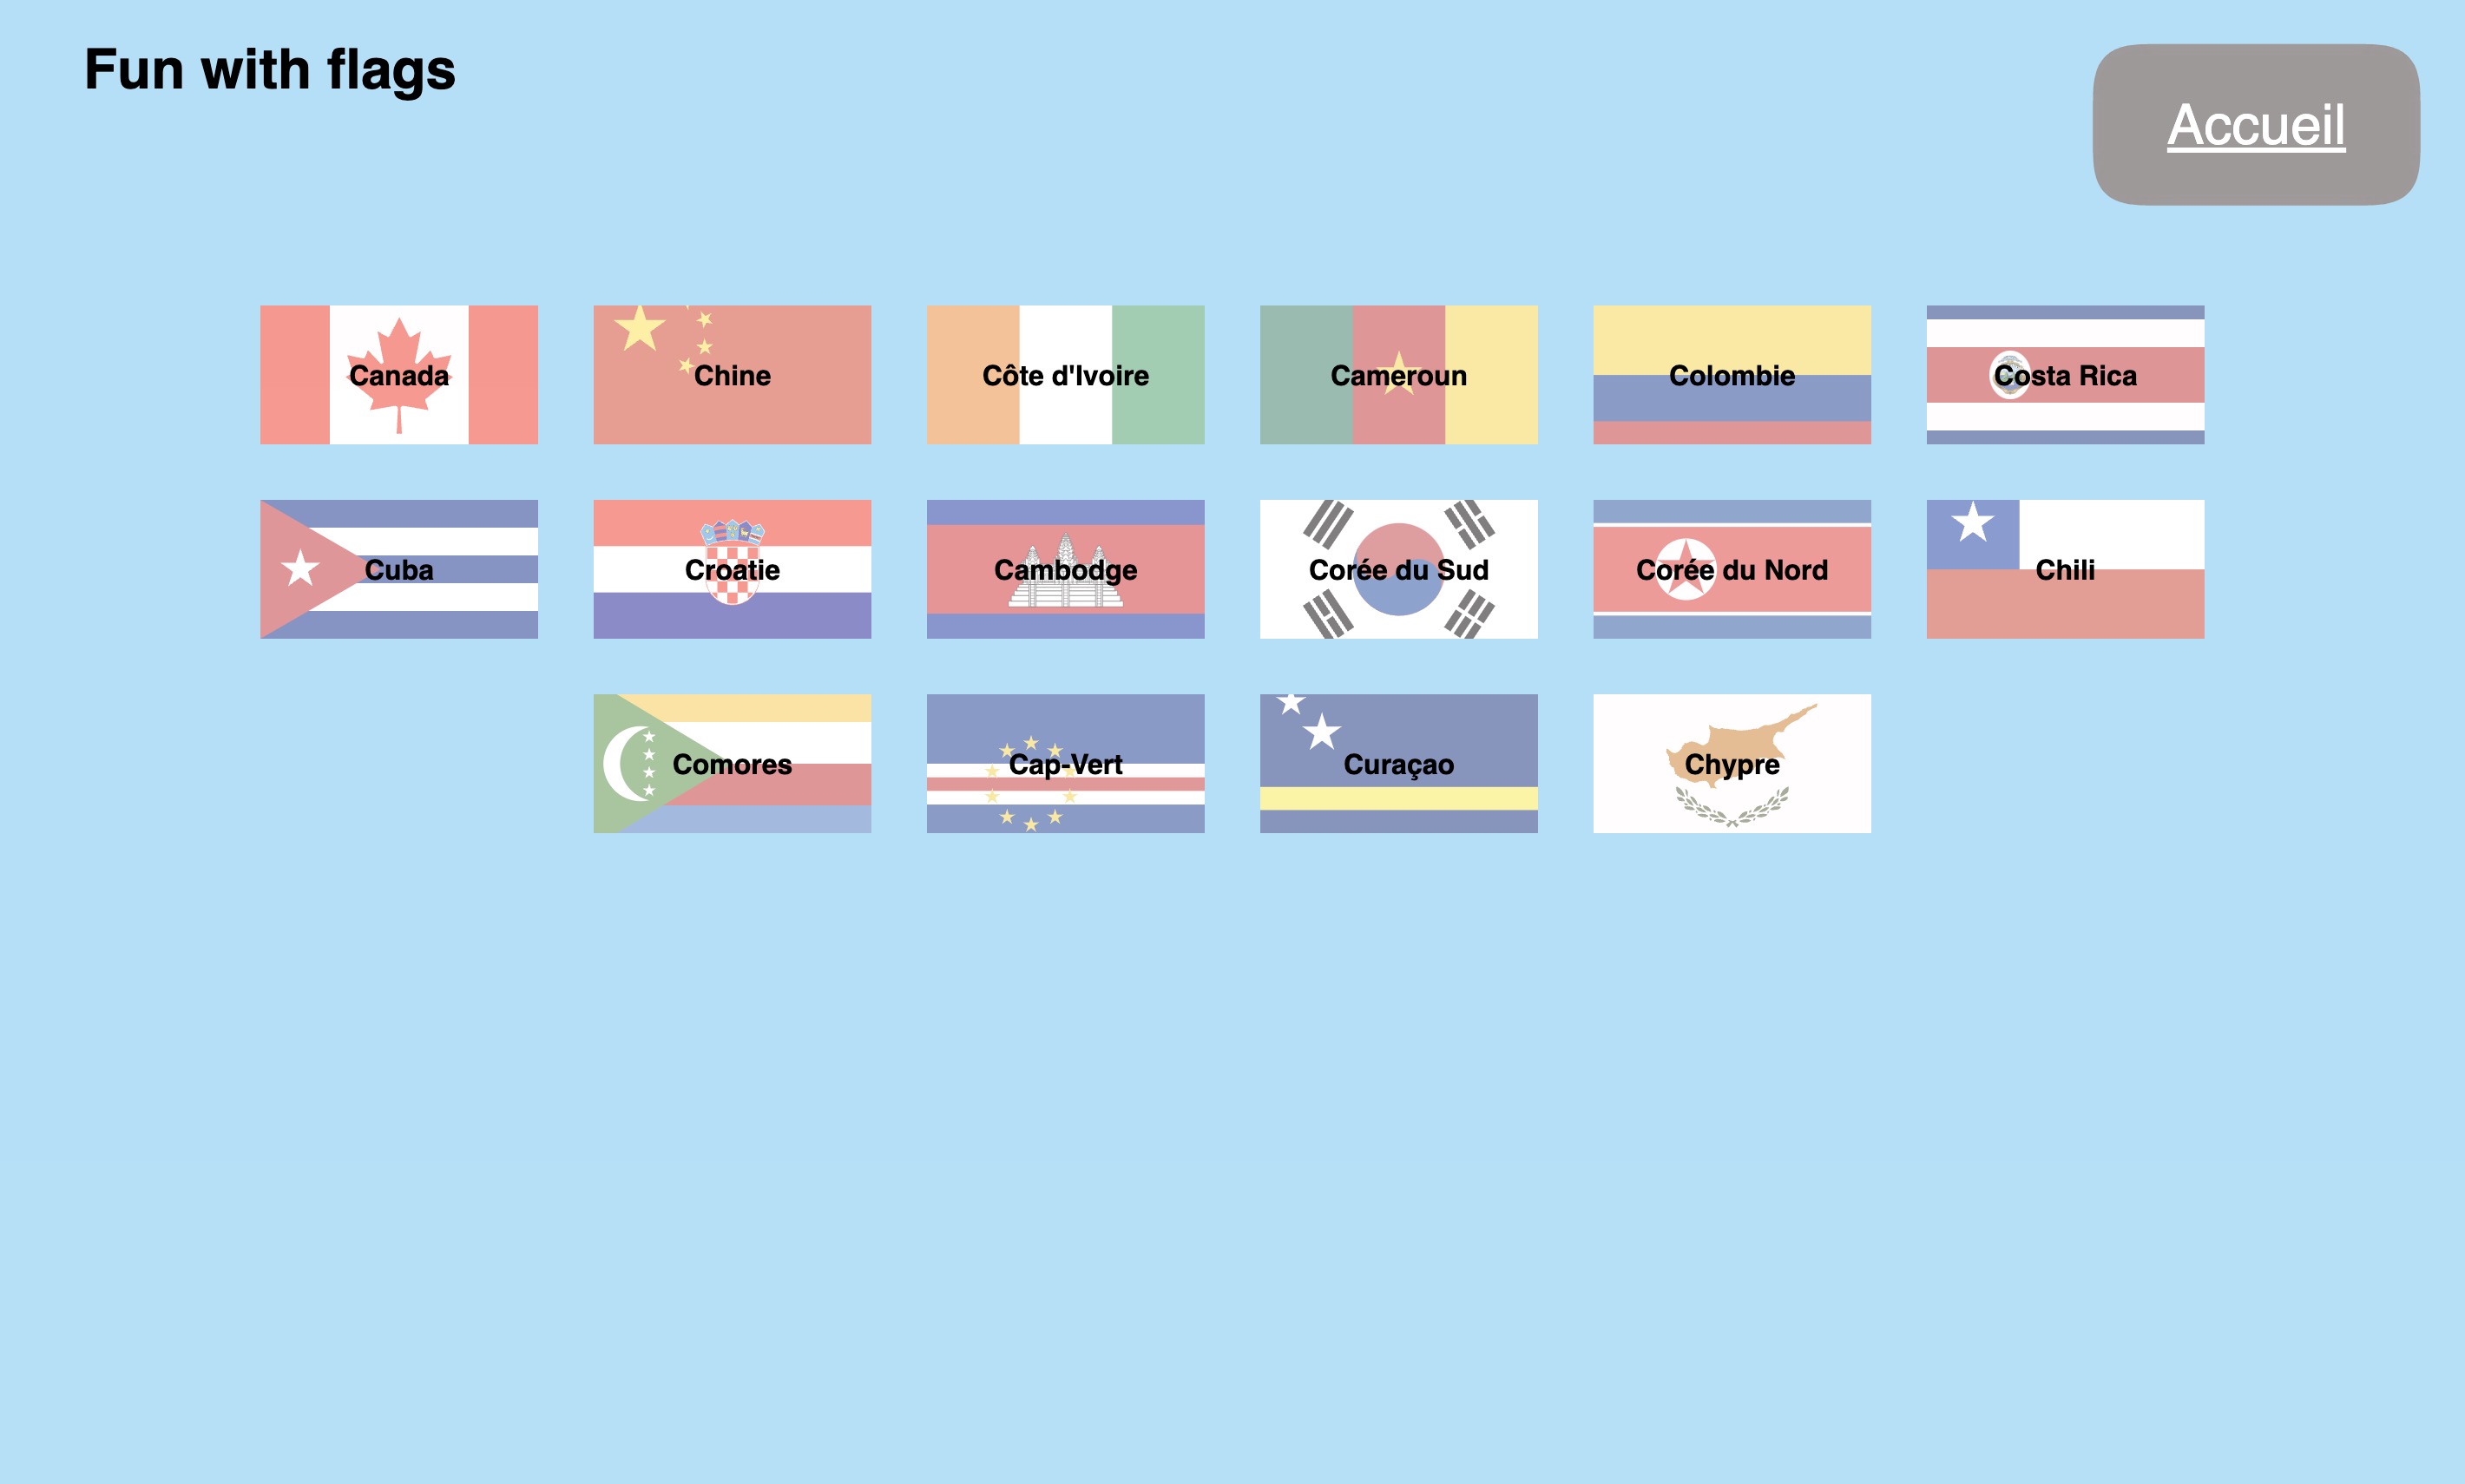 Fun with flags
Accueil
Canada
Chine
Côte d'Ivoire
Cameroun
Colombie
Costa Rica
Cuba
Croatie
Cambodge
Corée du Sud
Corée du Nord
Chili
Comores
Cap-Vert
Curaçao
Chypre